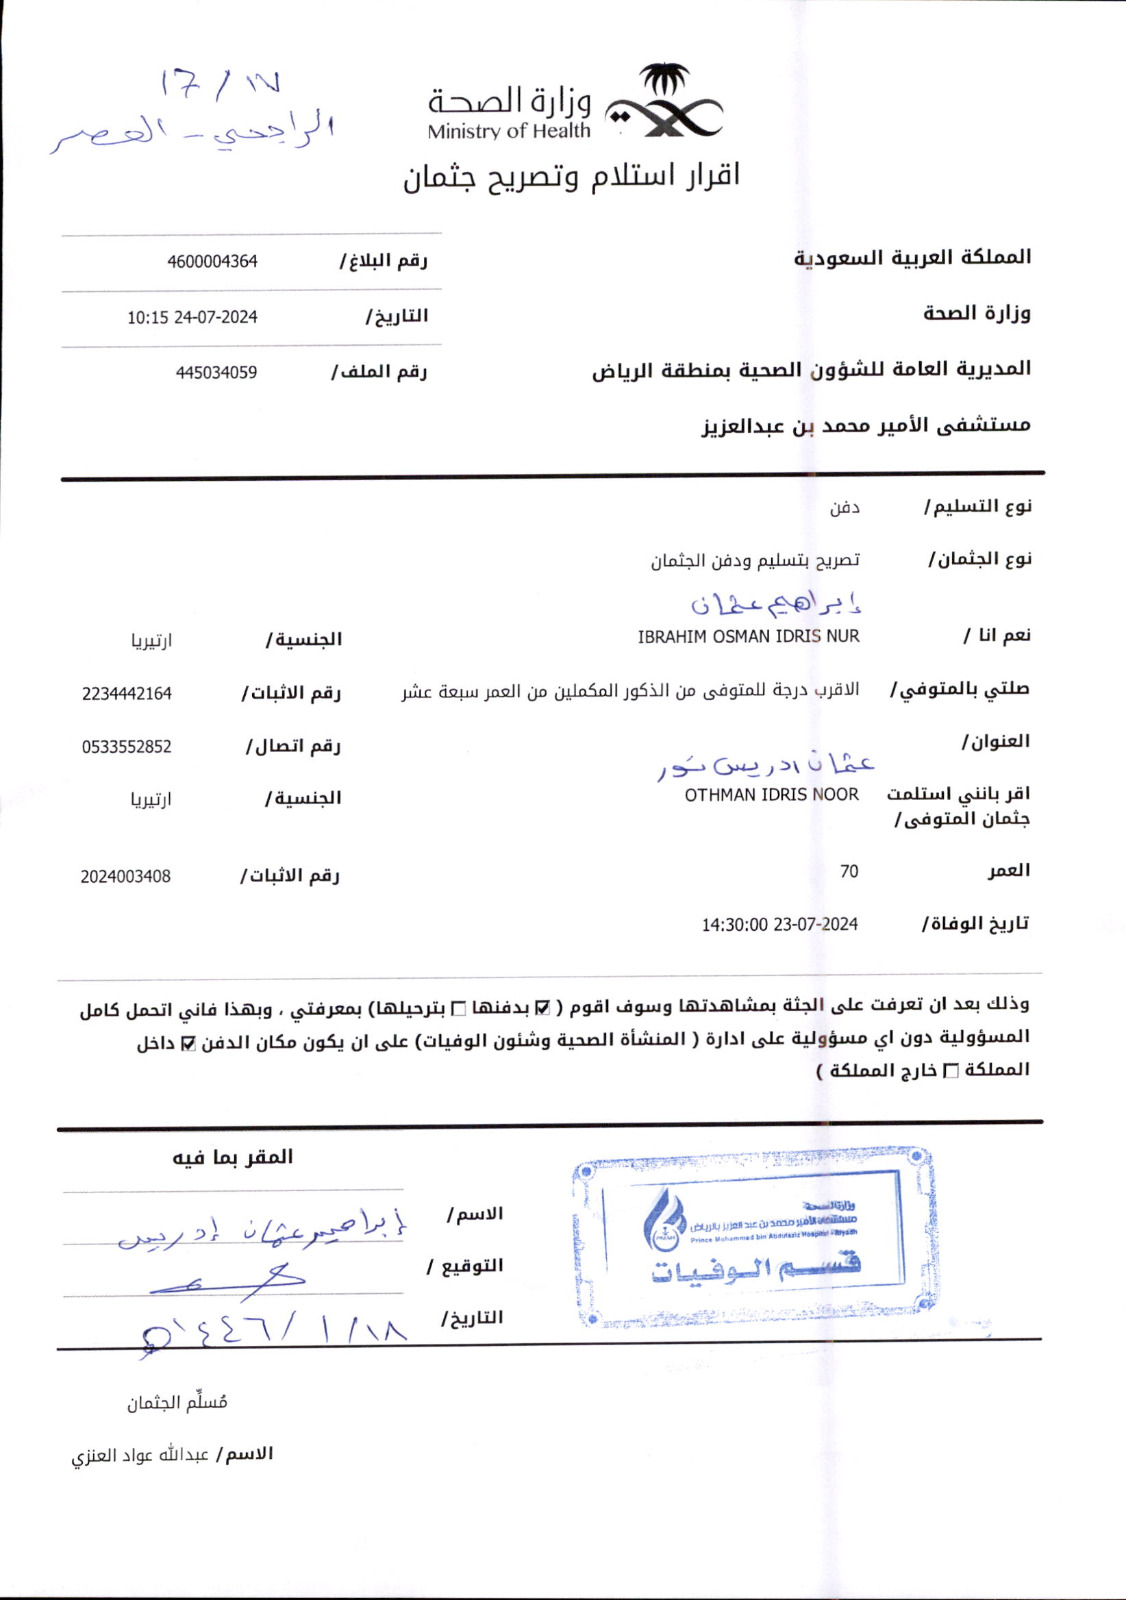 ١٧ / ١٧
الراجحي - العصر
وزارة الصحة
Ministry of Health
اقرار استلام وتصريح جثمان
المملكة العربية السعودية
رقم البلاغ/ 4600004364
وزارة الصحة
التاريخ/ 24-07-2024 10:15
المديرية العامة للشؤون الصحية بمنطقة الرياض
رقم الملف/ 445034059
مستشفى الأمير محمد بن عبدالعزيز
نوع التسليم/ دفن
نوع الجثمان/ تصريح بتسليم ودفن الجثمان
إبراهيم عثمان
نعم انا / IBRAHIM OSMAN IDRIS NUR الجنسية/ ارتيريا
صلتي بالمتوفي/ الاقرب درجة للمتوفى من الذكور المكملين من العمر سبعة عشر رقم الاثبات/ 2234442164
العنوان/ رقم اتصال/ 0533552852
عثمان ادريس نور
اقر بانني استلمت OTHMAN IDRIS NOOR الجنسية/ ارتيريا
جثمان المتوفى/
العمر 70 رقم الاثبات/ 2024003408
تاريخ الوفاة/ 23-07-2024 14:30:00
وذلك بعد ان تعرفت على الجثة بمشاهدتها وسوف اقوم ( ☑ بدفنها ☐ بترحيلها) بمعرفتي ، وبهذا فاني اتحمل كامل
المسؤولية دون اي مسؤولية على ادارة ( المنشأة الصحية وشئون الوفيات) على ان يكون مكان الدفن ☑ داخل
المملكة ☐ خارج المملكة )
المقر بما فيه
الاسم/ إبراهيم عثمان إدريس
التوقيع /
التاريخ/ ١٨/ ١ / ١٤٤٦ه
وزارة الصحة
مستشفى الأمير محمد بن عبد العزيز بالرياض
Prince Mohammed bin Abdulaziz Hospital - Riyadh
قسم الوفيات
مُسلِّم الجثمان
الاسم/ عبدالله عواد العنزي